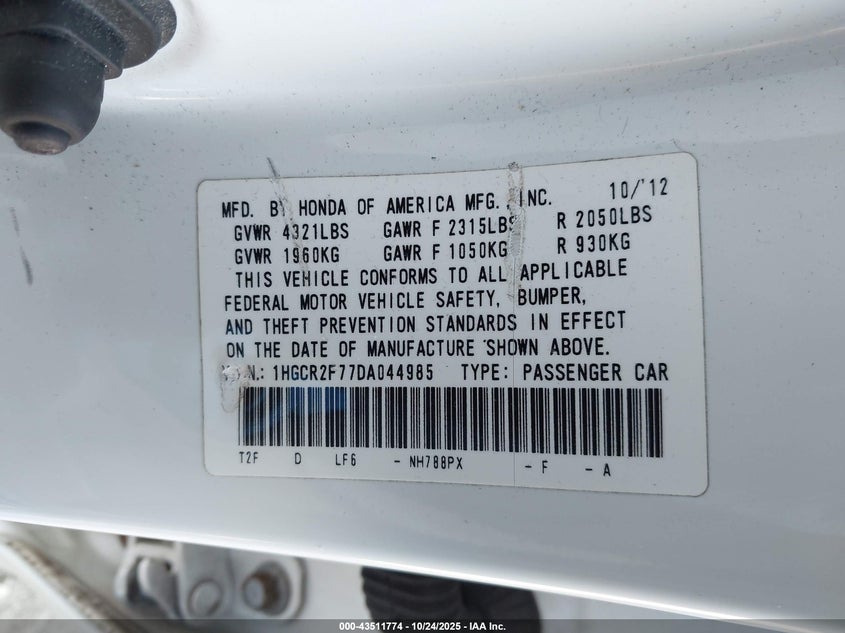 MFD. BY HONDA OF AMERICA MFG., INC. 10/'12
GVWR 4321LBS GAWR F 2315LBS R 2050LBS
GVWR 1960KG GAWR F 1050KG R 930KG
THIS VEHICLE CONFORMS TO ALL APPLICABLE
FEDERAL MOTOR VEHICLE SAFETY, BUMPER,
AND THEFT PREVENTION STANDARDS IN EFFECT
ON THE DATE OF MANUFACTURE SHOWN ABOVE.
V.I.N.: 1HGCR2F77DA044985 TYPE: PASSENGER CAR
T2F D LF6 - NH788PX - F - A
000-43511774 | 10/24/2025 - IAA Inc.